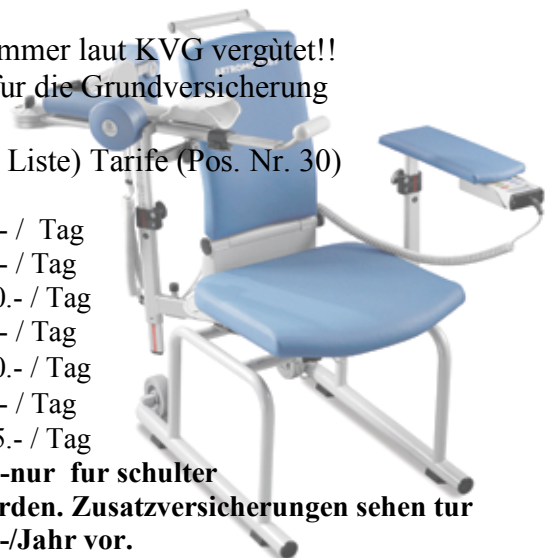 mmer laut KVG vergùtet!!
fur die Grundversicherung
Liste) Tarife (Pos. Nr. 30)
- / Tag
- / Tag
0.- / Tag
- / Tag
0.- / Tag
- / Tag
5.- / Tag
-nur fur schulter
rden. Zusatzversicherungen sehen tur
-/Jahr vor.